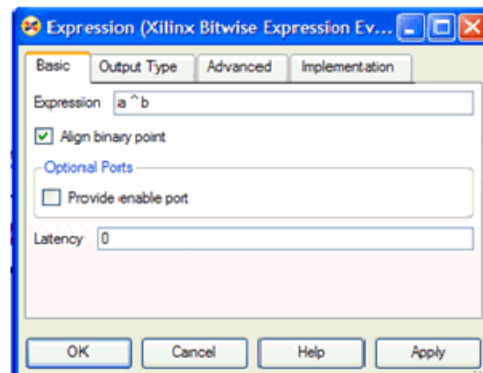 Expression (Xilinx Bitwise Expression Ev...
Basic Output Type Advanced Implementation
Expression a ^b
Align binary point
Optional Ports
Provide enable port
Latency 0
OK Cancel Help Apply